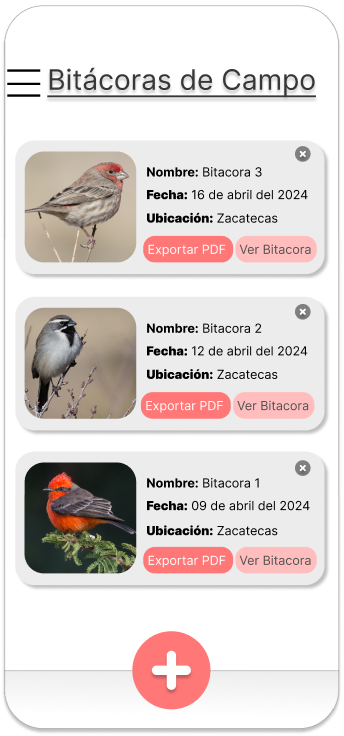 Bitácoras de Campo
Nombre: Bitacora 3
Fecha: 16 de abril del 2024
Ubicación: Zacatecas
Exportar PDF Ver Bitacora
Nombre: Bitacora 2
Fecha: 12 de abril del 2024
Ubicación: Zacatecas
Exportar PDF Ver Bitacora
Nombre: Bitacora 1
Fecha: 09 de abril del 2024
Ubicación: Zacatecas
Exportar PDF Ver Bitacora